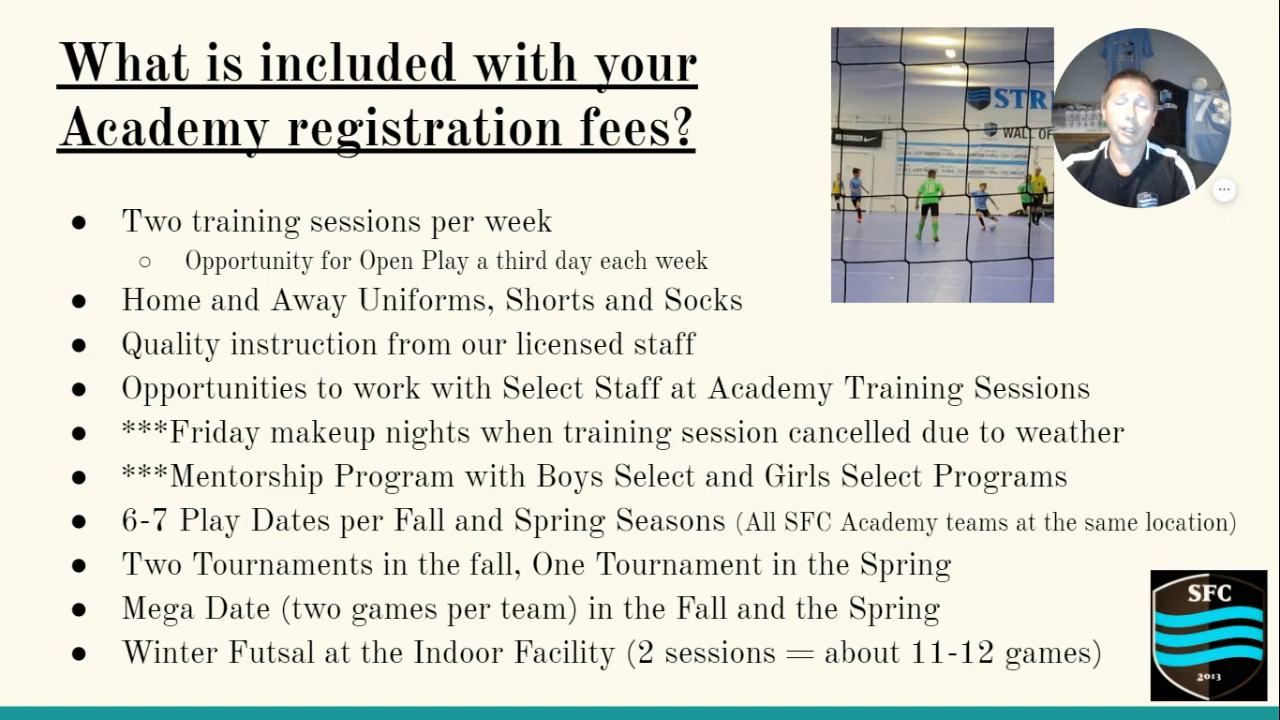 What is included with your
Academy registration fees?
STR
WALL OF
73
● Two training sessions per week
○ Opportunity for Open Play a third day each week
● Home and Away Uniforms, Shorts and Socks
● Quality instruction from our licensed staff
● Opportunities to work with Select Staff at Academy Training Sessions
● ***Friday makeup nights when training session cancelled due to weather
● ***Mentorship Program with Boys Select and Girls Select Programs
● 6-7 Play Dates per Fall and Spring Seasons (All SFC Academy teams at the same location)
● Two Tournaments in the fall, One Tournament in the Spring
● Mega Date (two games per team) in the Fall and the Spring
● Winter Futsal at the Indoor Facility (2 sessions = about 11-12 games)
SFC
2013